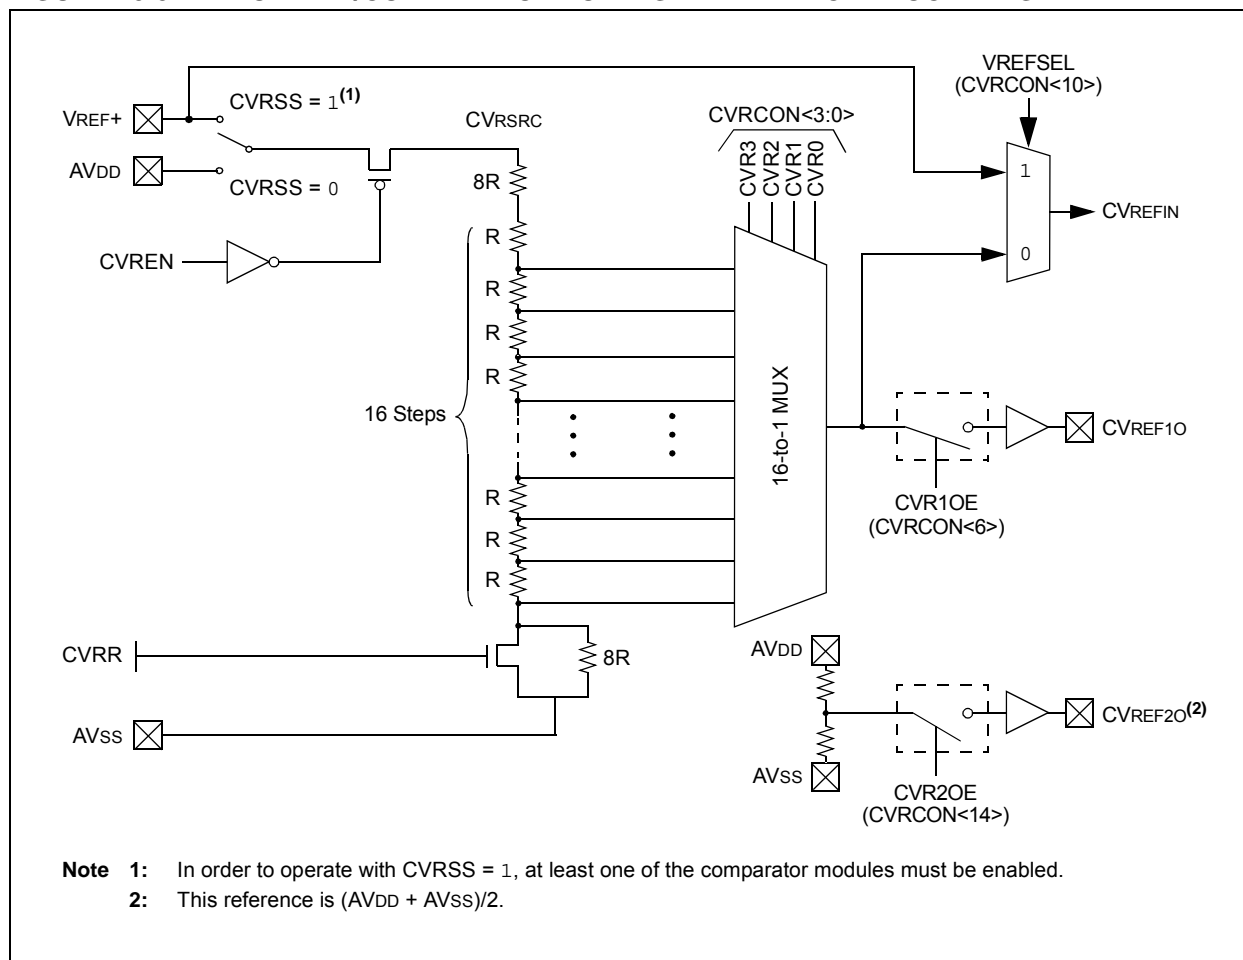 VREFSEL
(CVRCON<10>)
CVRSS = 1(1)
VREF+
CVRSRC
CVRCON<3:0>
CVR3
CVR2
CVR1
CVR0
AVDD
CVRSS = 0
8R
1
CVREFIN
R
CVREN
0
R
R
R
16 Steps
16-to-1 MUX
CVREF1O
R
CVR1OE
(CVRCON<6>)
R
R
CVRR
8R
AVDD
CVREF2O(2)
AVSS
AVSS
CVR2OE
(CVRCON<14>)
Note 1: In order to operate with CVRSS = 1, at least one of the comparator modules must be enabled.
2: This reference is (AVDD + AVSS)/2.